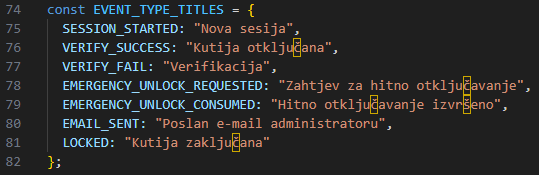 74 const EVENT_TYPE_TITLES = {
75 SESSION_STARTED: "Nova sesija",
76 VERIFY_SUCCESS: "Kutija otključana",
77 VERIFY_FAIL: "Verifikacija",
78 EMERGENCY_UNLOCK_REQUESTED: "Zahtjev za hitno otključavanje",
79 EMERGENCY_UNLOCK_CONSUMED: "Hitno otključavanje izvršeno",
80 EMAIL_SENT: "Poslan e-mail administratoru",
81 LOCKED: "Kutija zaključana"
82 };